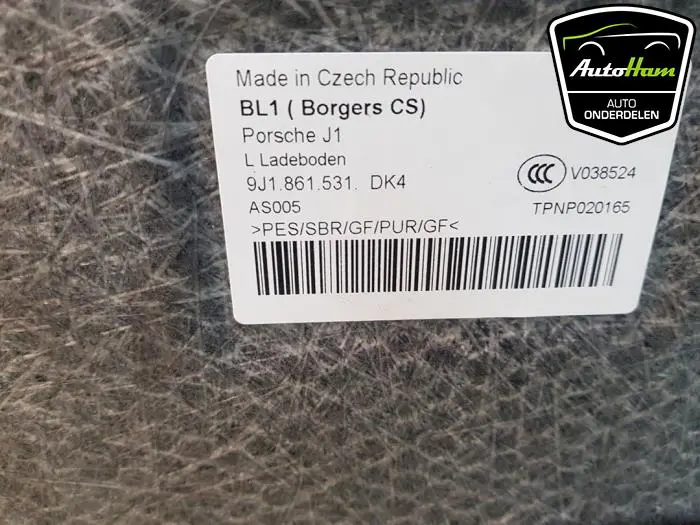 AutoHam
AUTO
ONDERDELEN
Made in Czech Republic
BL1 ( Borgers CS)
Porsche J1
L Ladeboden
9J1.861.531. DK4
CCC V038524
AS005 TPNP020165
>PES/SBR/GF/PUR/GF<